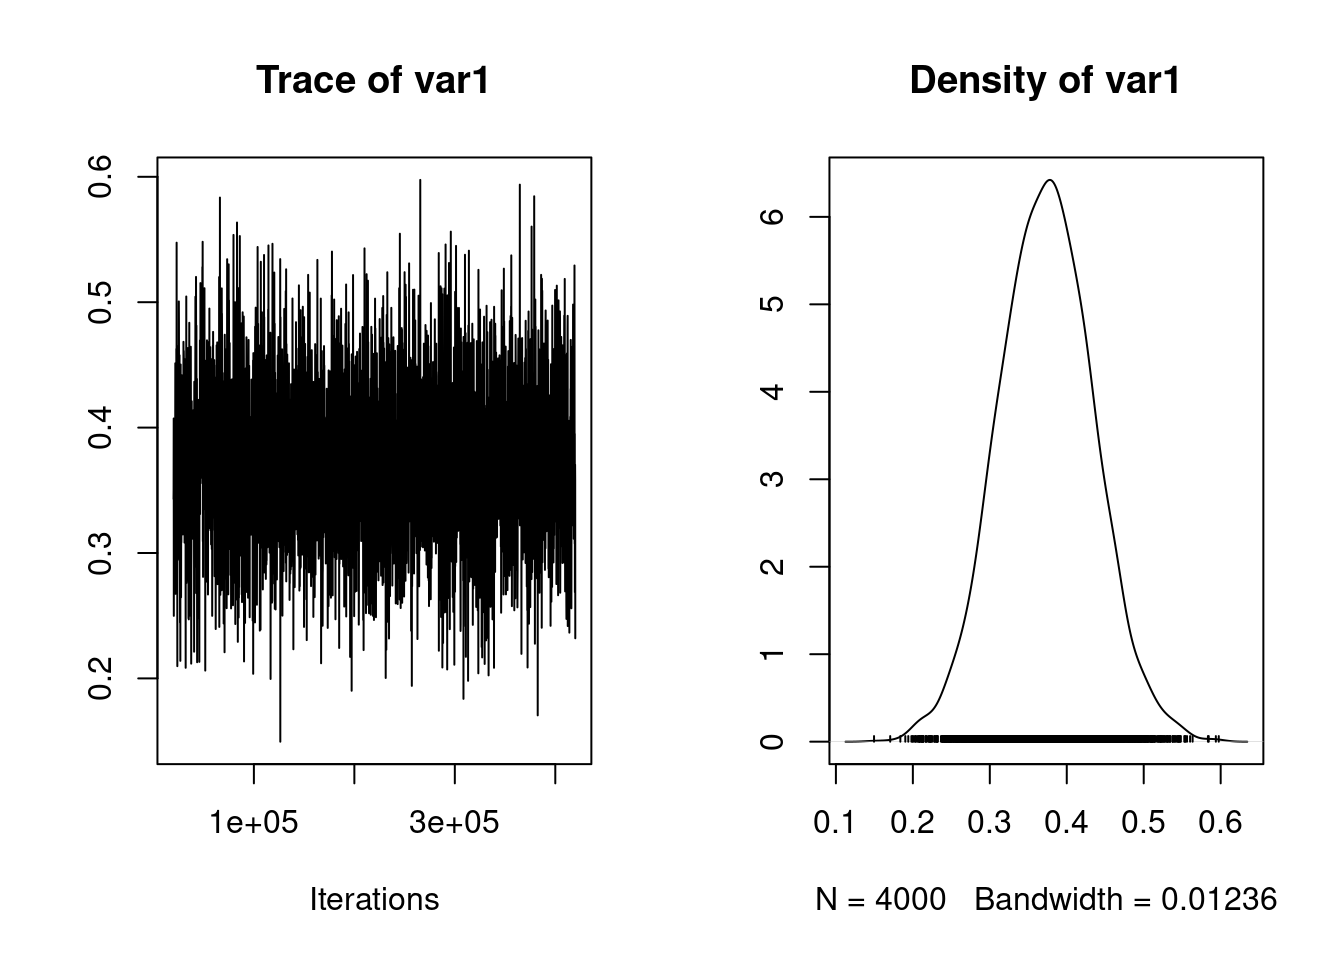 Trace of var1
0.6
0.5
0.4
0.3
0.2
1e+05 3e+05
Iterations
Density of var1
6
5
4
3
2
1
0
0.1 0.2 0.3 0.4 0.5 0.6
N = 4000 Bandwidth = 0.01236